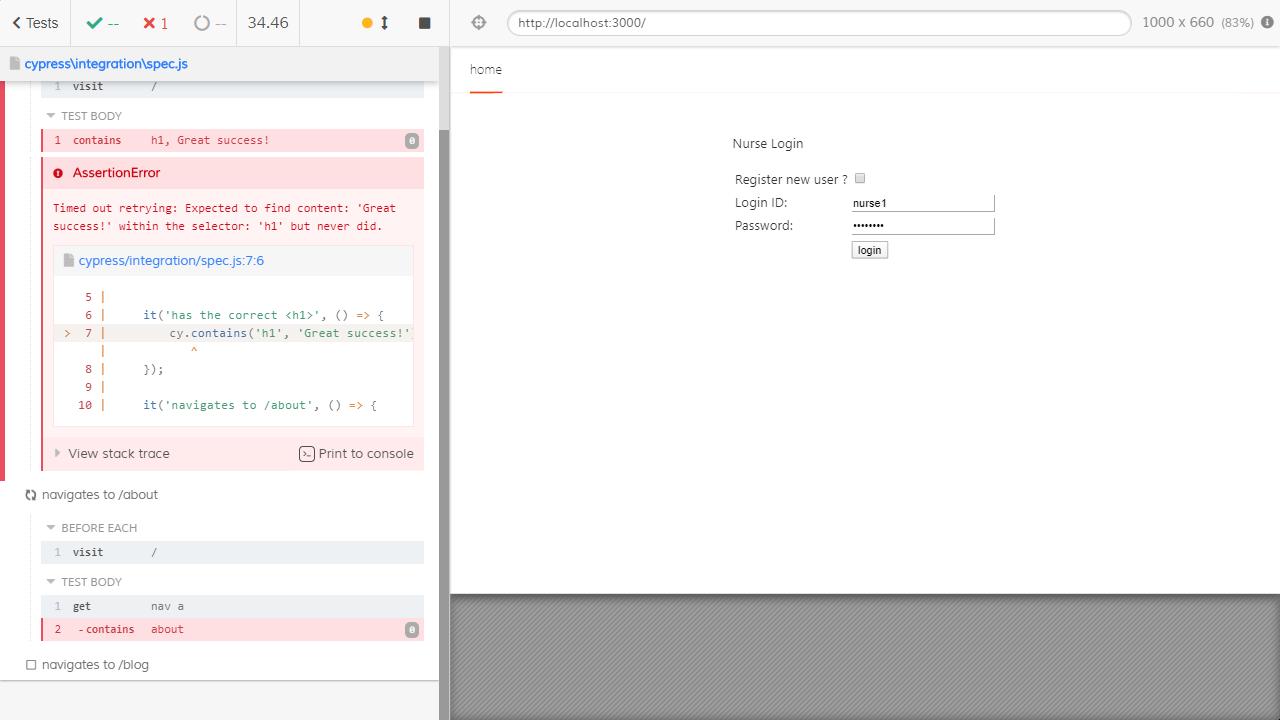 Tests
--
1
--
34.46
http://localhost:3000/
1000 x 660 (83%)
cypress\integration\spec.js
1 visit /
TEST BODY
1 contains h1, Great success!
0
AssertionError
Timed out retrying: Expected to find content: 'Great
success!' within the selector: 'h1' but never did.
cypress/integration/spec.js:7:6
5 |
6 | it('has the correct <h1>', () => {
> 7 | cy.contains('h1', 'Great success!')
| ^
8 | });
9 |
10 | it('navigates to /about', () => {
View stack trace
Print to console
navigates to /about
BEFORE EACH
1 visit /
TEST BODY
1 get nav a
2 -contains about
0
navigates to /blog
home
Nurse Login
Register new user ?
Login ID: nurse1
Password: ••••••••
login